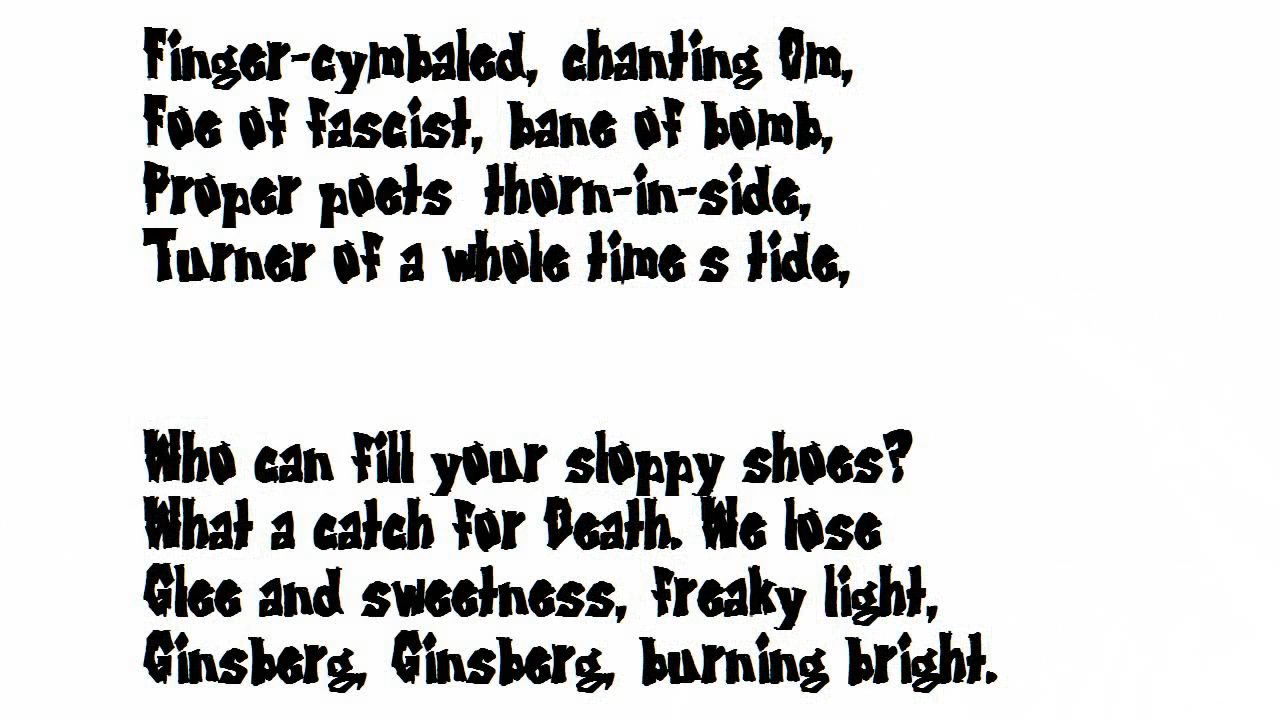 Finger-cymbaled, chanting Om,
Foe of fascist, bane of bomb,
Proper poets thorn-in-side,
Turner of a whole time s tide,
Who can fill your sloppy shoes?
What a catch for Death. We lose
Glee and sweetness, freaky light,
Ginsberg, Ginsberg, burning bright.